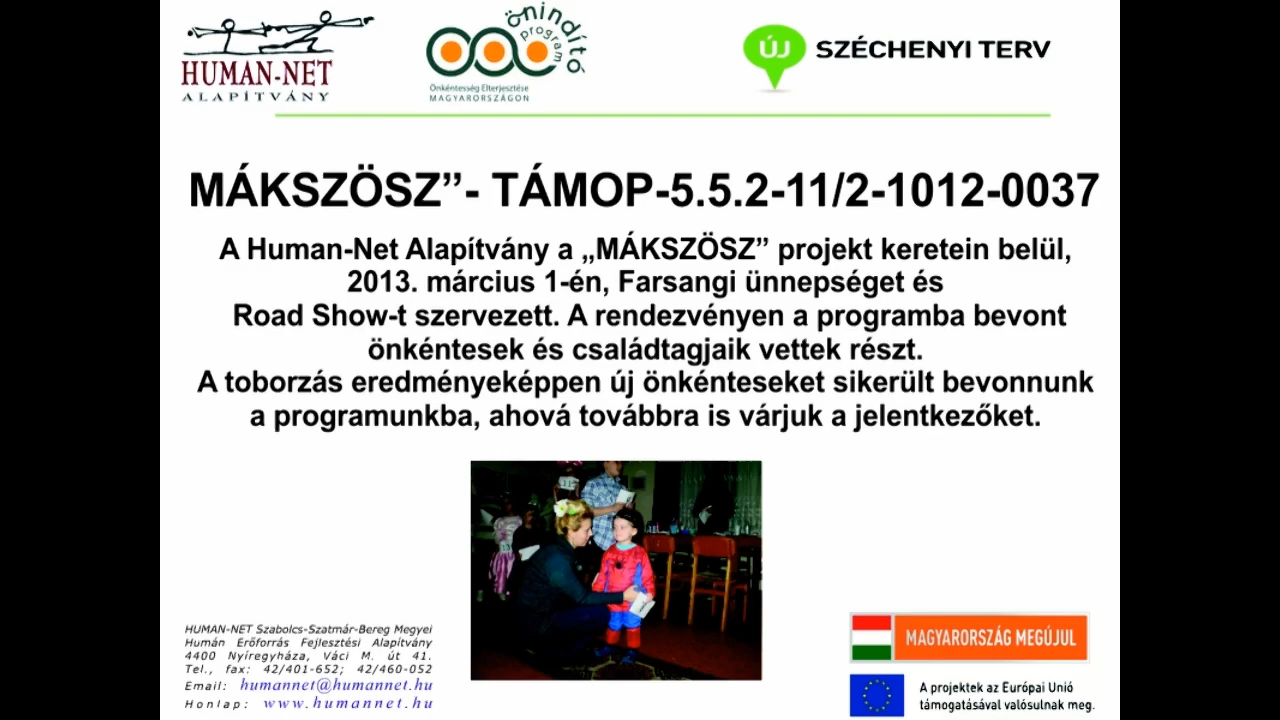 HUMAN-NET
ALAPÍTVÁNY
önindító
program
Önkéntesség Elterjesztése
MAGYARORSZÁGON
ÚJ SZÉCHENYI TERV
MÁKSZÖSZ”- TÁMOP-5.5.2-11/2-1012-0037
A Human-Net Alapítvány a „MÁKSZÖSZ” projekt keretein belül,
2013. március 1-én, Farsangi ünnepséget és
Road Show-t szervezett. A rendezvényen a programba bevont
önkéntesek és családtagjaik vettek részt.
A toborzás eredményeképpen új önkénteseket sikerült bevonnunk
a programunkba, ahová továbbra is várjuk a jelentkezőket.
HUMAN-NET Szabolcs-Szatmár-Bereg Megyei
Humán Erőforrás Fejlesztési Alapítvány
4400 Nyíregyháza, Váci M. út 41.
Tel., fax: 42/401-652; 42/460-052
Email: humannet@humannet.hu
Honlap: www.humannet.hu
MAGYARORSZÁG MEGÚJUL
A projektek az Európai Unió
támogatásával valósulnak meg.